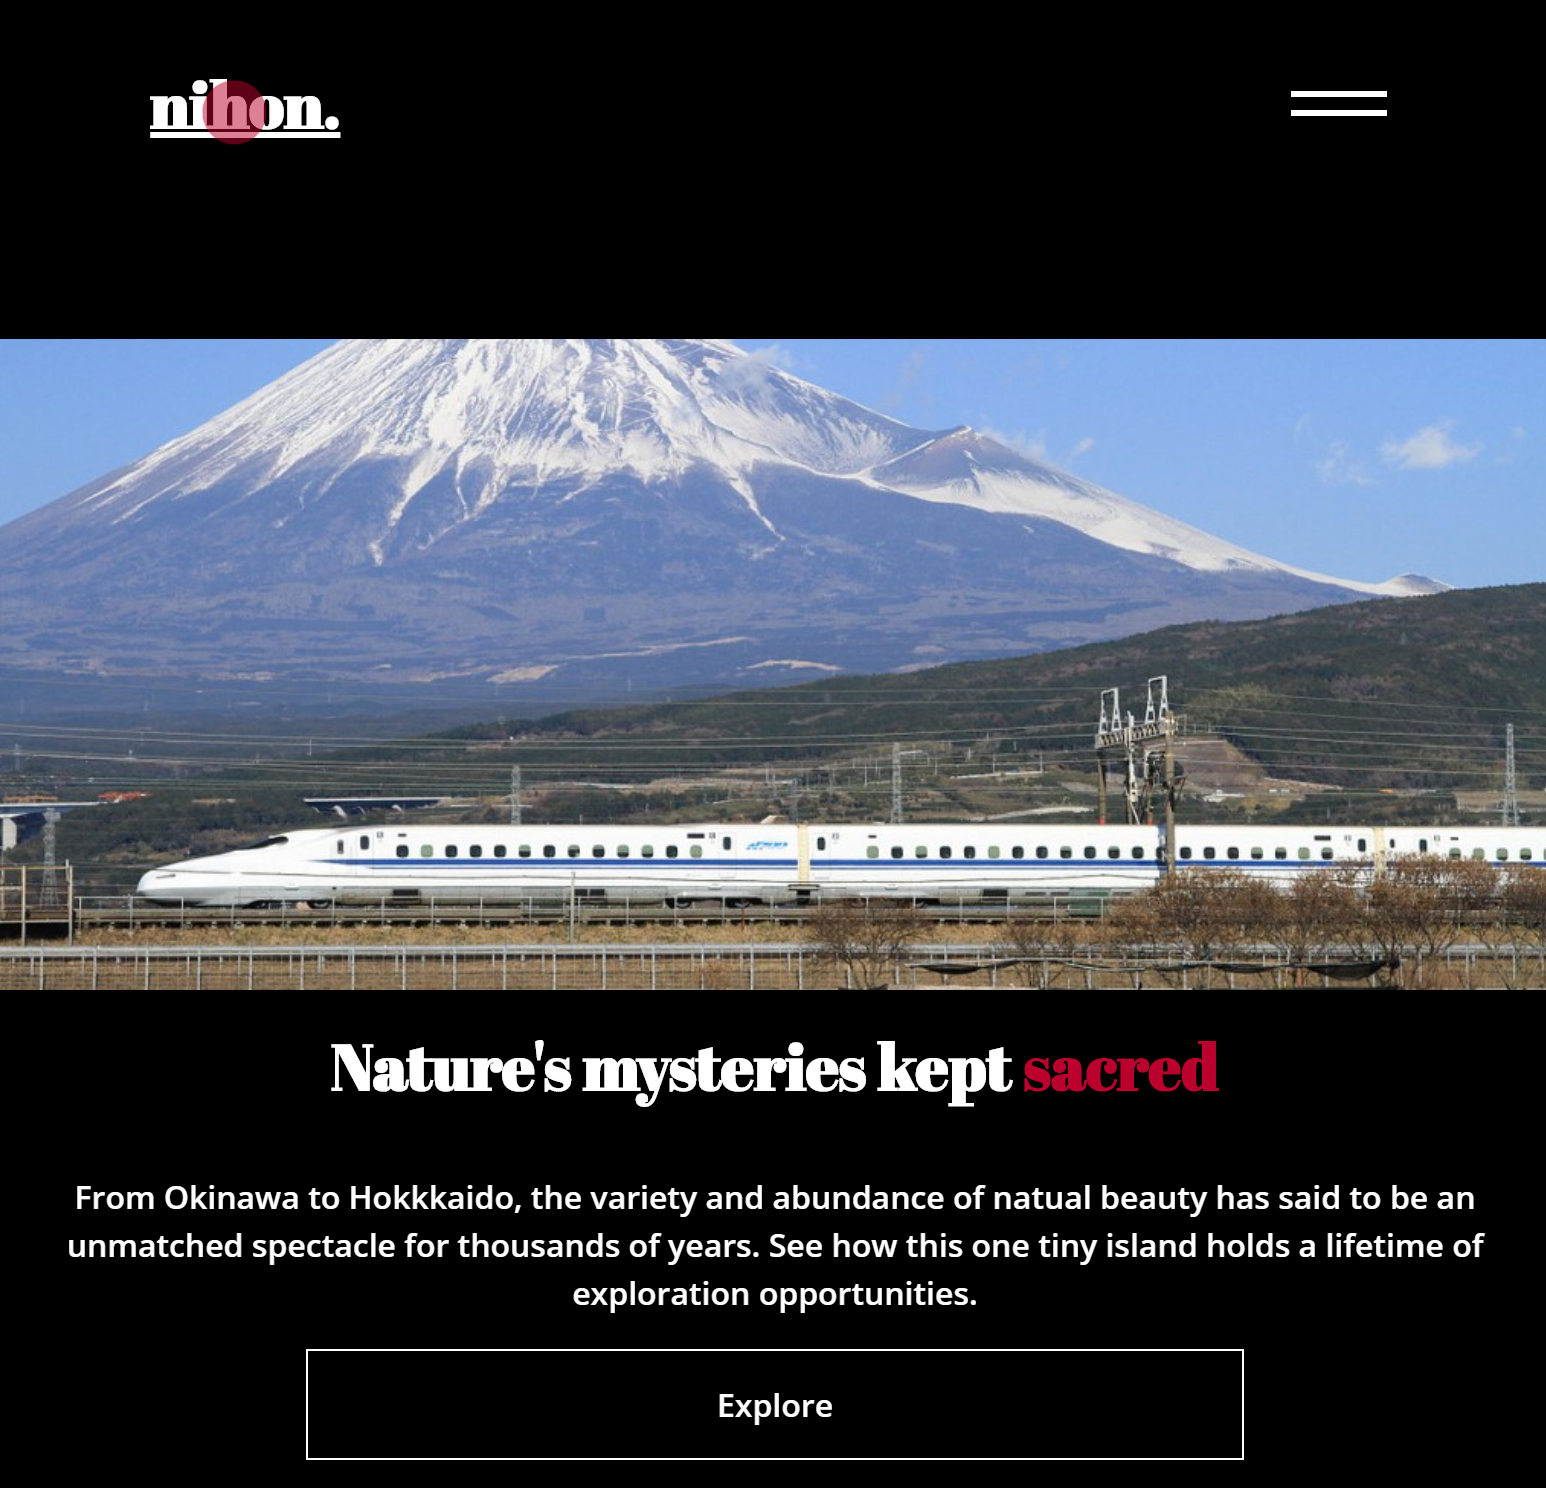 nihon.
Nature's mysteries kept sacred
From Okinawa to Hokkkaido, the variety and abundance of natual beauty has said to be an
unmatched spectacle for thousands of years. See how this one tiny island holds a lifetime of
exploration opportunities.
Explore